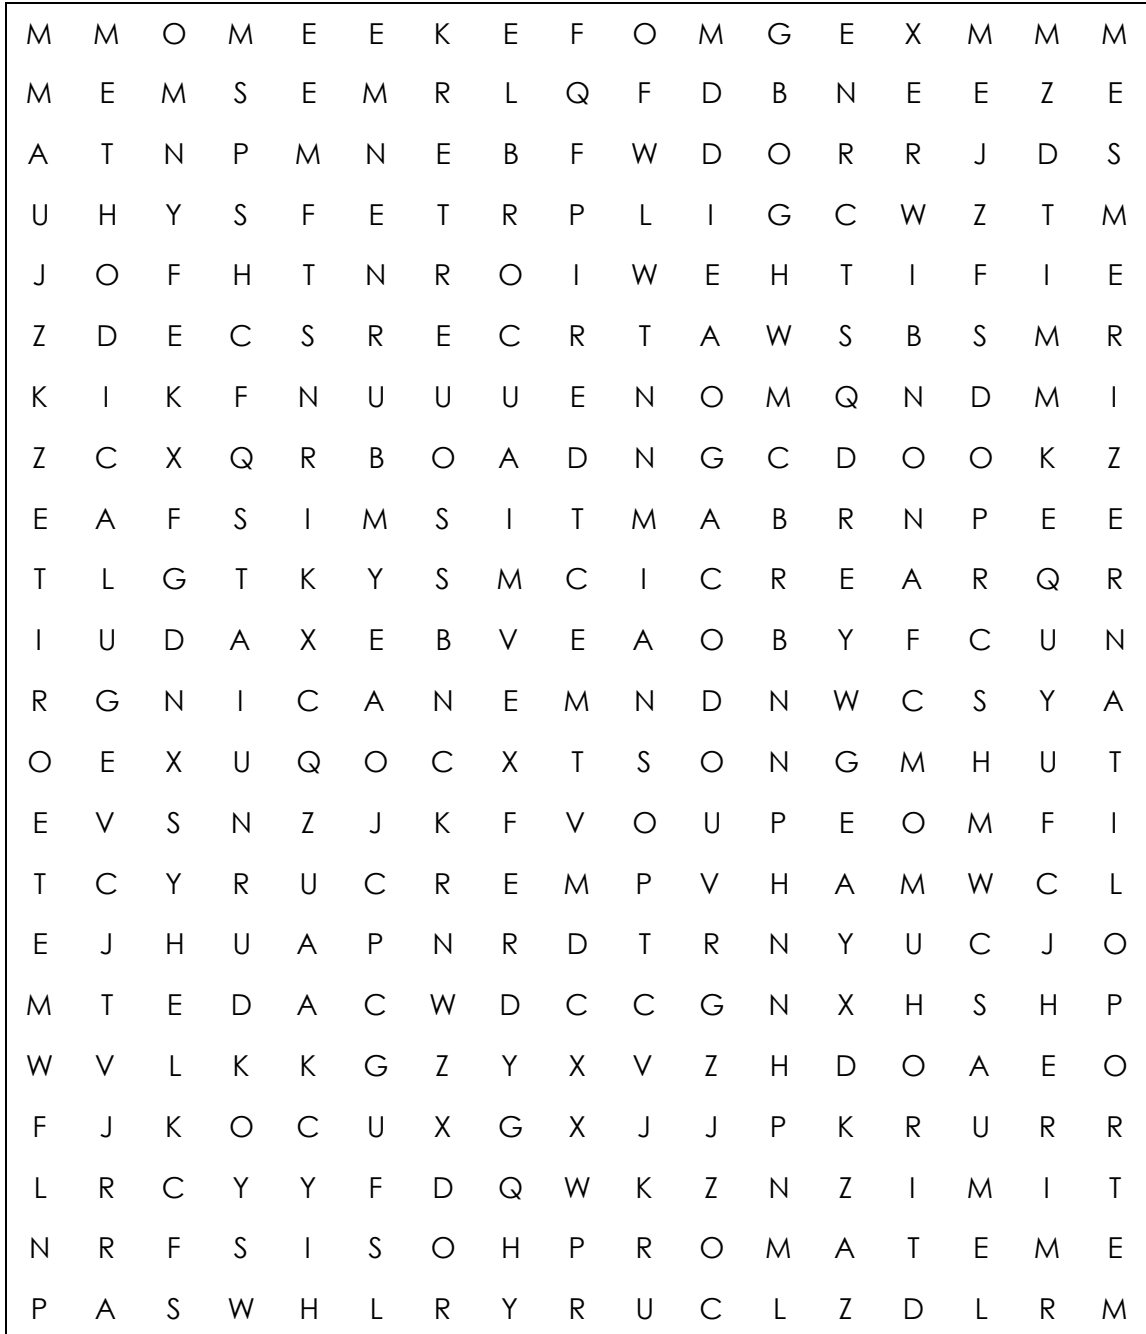 M M O M E E K E F O M G E X M M M
M E M S E M R L Q F D B N E E Z E
A T N P M N E B F W D O R R J D S
U H Y S F E T R P L I G C W Z T M
J O F H T N R O I W E H T I F I E
Z D E C S R E C R T A W S B S M R
K I K F N U U U E N O M Q N D M I
Z C X Q R B O A D N G C D O O K Z
E A F S I M S I T M A B R N P E E
T L G T K Y S M C I C R E A R Q R
I U D A X E B V E A O B Y F C U N
R G N I C A N E M N D N W C S Y A
O E X U Q O C X T S O N G M H U T
E V S N Z J K F V O U P E O M F I
T C Y R U C R E M P V H A M W C L
E J H U A P N R D T R N Y U C J O
M T E D A C W D C C G N X H S H P
W V L K K G Z Y X V Z H D O A E O
F J K O C U X G X J J P K R U R R
L R C Y Y F D Q W K Z N Z I M I T
N R F S I S O H P R O M A T E M E
P A S W H L R Y R U C L Z D L R M